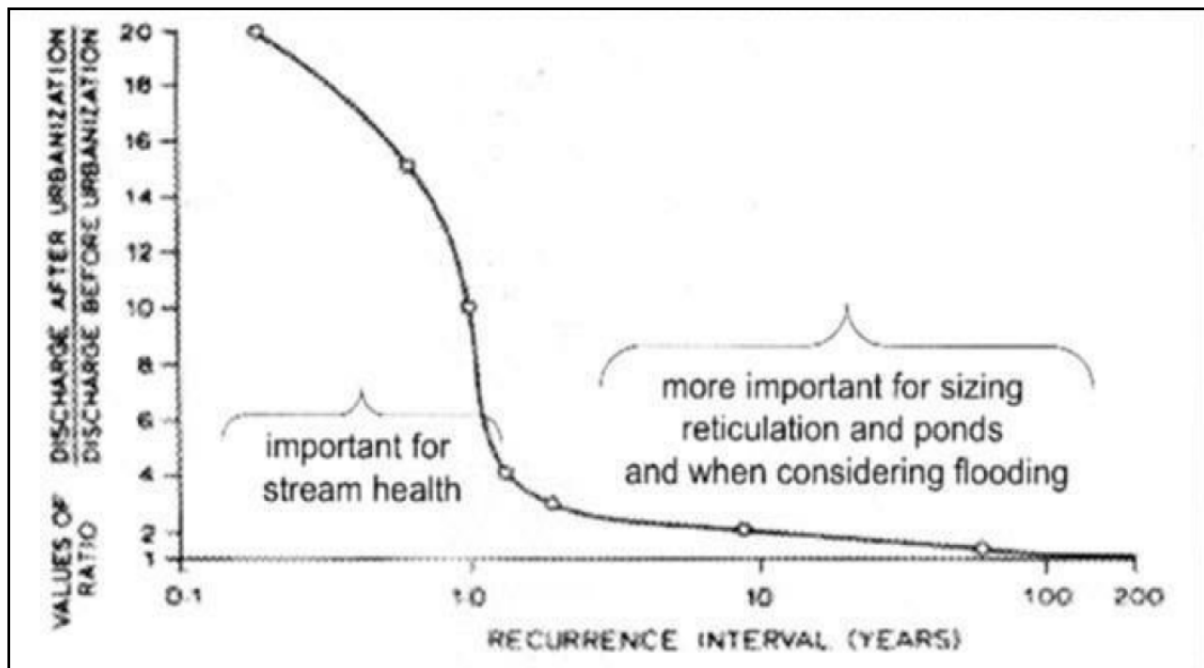 VALUES OF RATIO
DISCHARGE AFTER URBANIZATION
DISCHARGE BEFORE URBANIZATION
20
18
16
14
12
10
8
6
4
2
1
important for
stream health
more important for sizing
reticulation and ponds
and when considering flooding
0.1
1.0
10
100
200
RECURRENCE INTERVAL (YEARS)